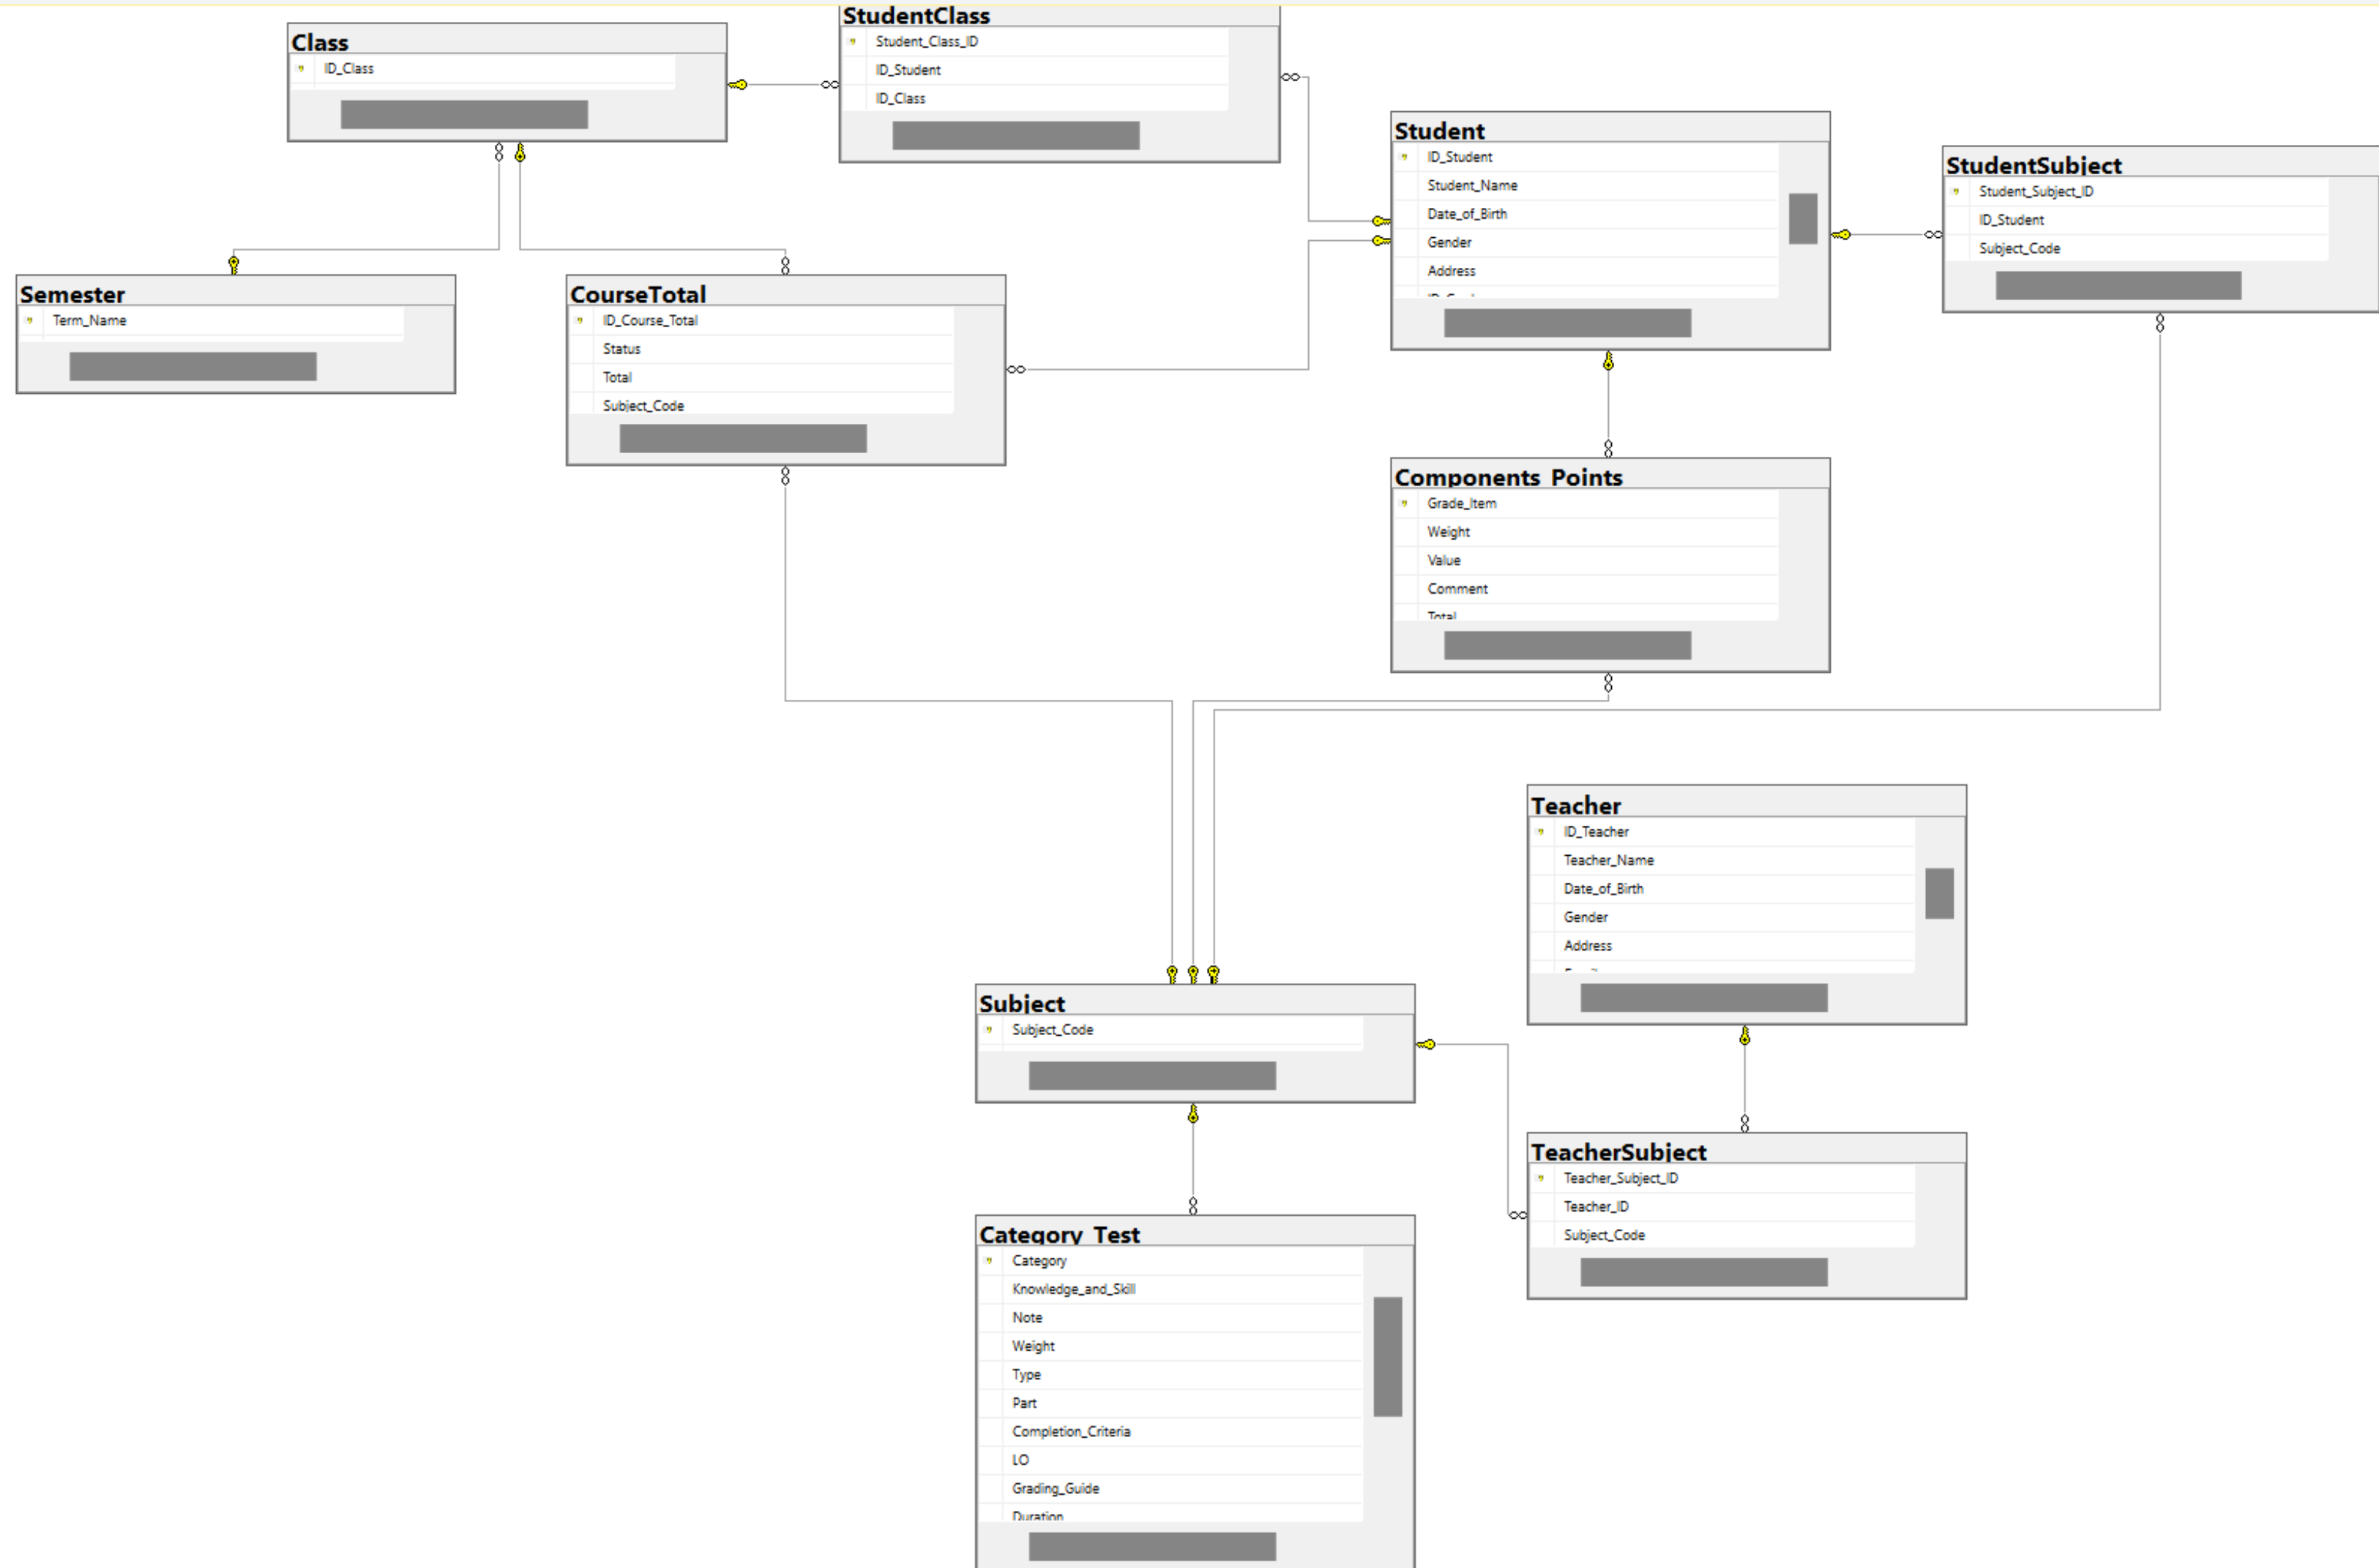 StudentClass
Student_Class_ID
ID_Student
ID_Class
Class
ID_Class
Student
ID_Student
Student_Name
Date_of_Birth
Gender
Address
StudentSubject
Student_Subject_ID
ID_Student
Subject_Code
Semester
Term_Name
CourseTotal
ID_Course_Total
Status
Total
Subject_Code
Components_Points
Grade_Item
Weight
Value
Comment
Total
Teacher
ID_Teacher
Teacher_Name
Date_of_Birth
Gender
Address
Subject
Subject_Code
TeacherSubject
Teacher_Subject_ID
Teacher_ID
Subject_Code
Category_Test
Category
Knowledge_and_Skill
Note
Weight
Type
Part
Completion_Criteria
LO
Grading_Guide
Duration